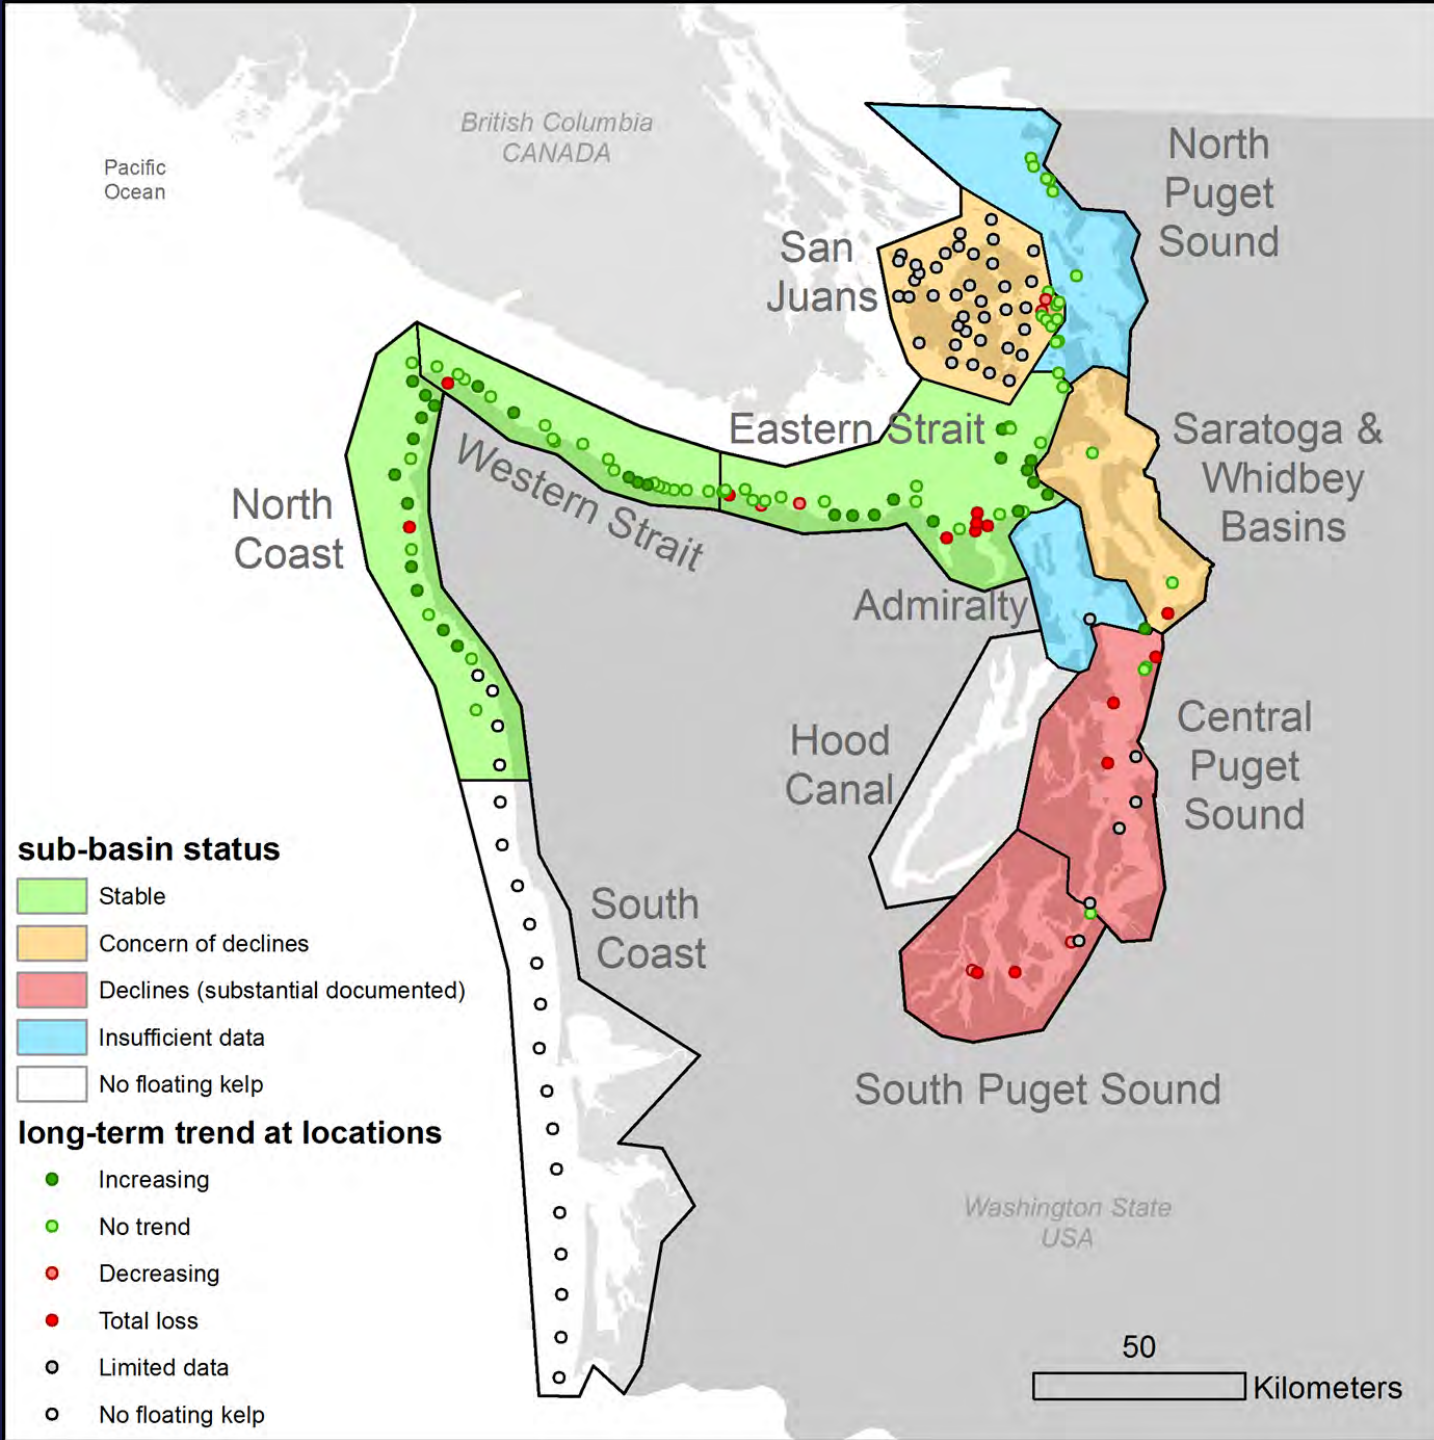 British Columbia
CANADA
Pacific
Ocean
North
Puget
Sound
San
Juans
Eastern Strait
Saratoga &
Whidbey
Basins
Western Strait
North
Coast
Admiralty
Hood
Canal
Central
Puget
Sound
South
Coast
South Puget Sound
Washington State
USA
sub-basin status
Stable
Concern of declines
Declines (substantial documented)
Insufficient data
No floating kelp
long-term trend at locations
Increasing
No trend
Decreasing
Total loss
Limited data
No floating kelp
50
Kilometers